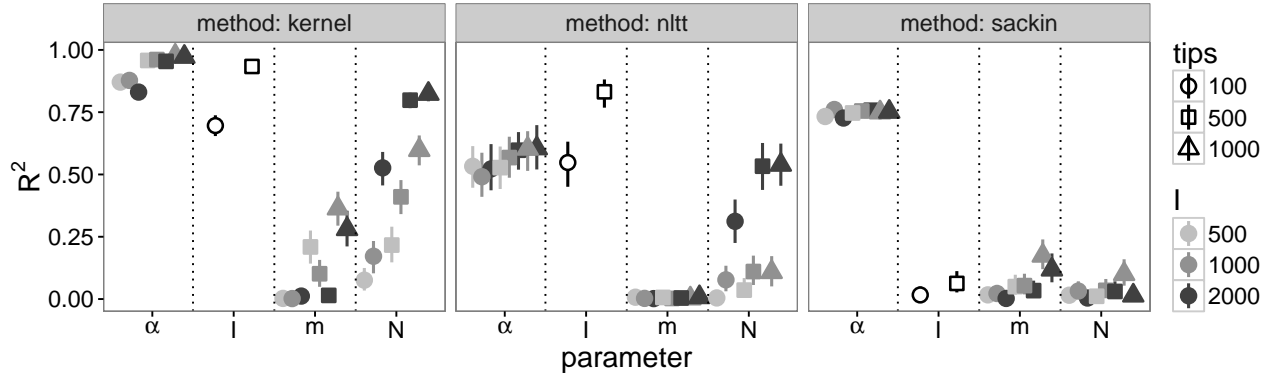 method: kernel
method: nltt
method: sackin
R²
1.00
0.75
0.50
0.25
0.00
α I m N
α I m N
α I m N
parameter
tips
100
500
1000
I
500
1000
2000